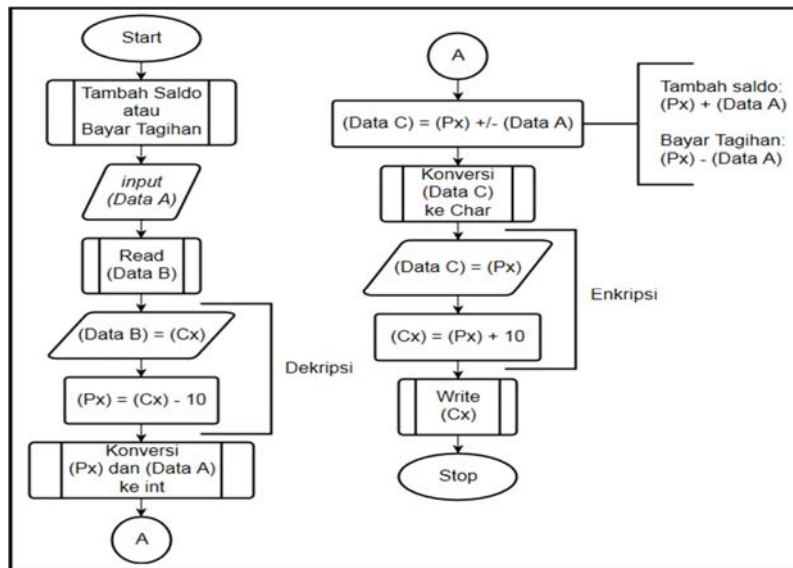 Start
Tambah Saldo
atau
Bayar Tagihan
input
(Data A)
Read
(Data B)
(Data B) = (Cx)
(Px) = (Cx) - 10
Dekripsi
Konversi
(Px) dan (Data A)
ke int
A
A
(Data C) = (Px) +/- (Data A)
Tambah saldo:
(Px) + (Data A)
Bayar Tagihan:
(Px) - (Data A)
Konversi
(Data C)
ke Char
(Data C) = (Px)
(Cx) = (Px) + 10
Enkripsi
Write
(Cx)
Stop